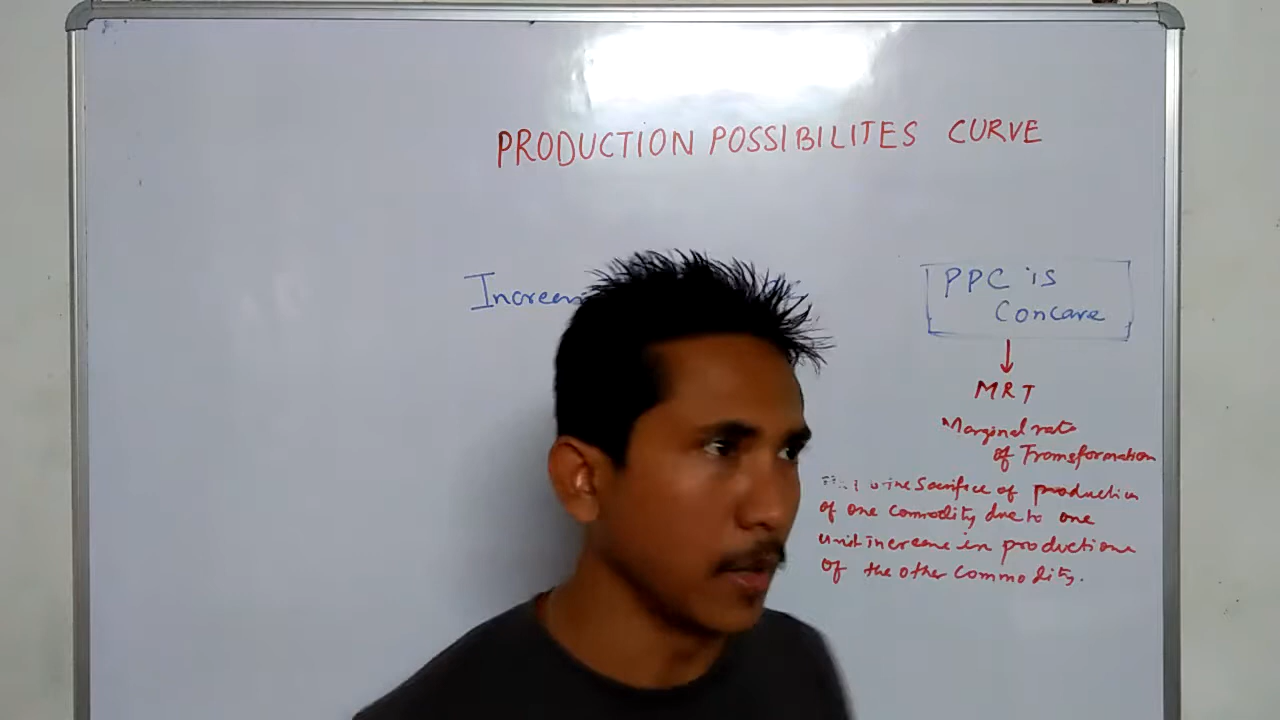 PRODUCTION POSSIBILITES CURVE
PPC is
Concave
MRT
Marginal rate
of Transformation
the Sacrifice of production
of one commodity due to one
unit increase in production
of the other commodity.